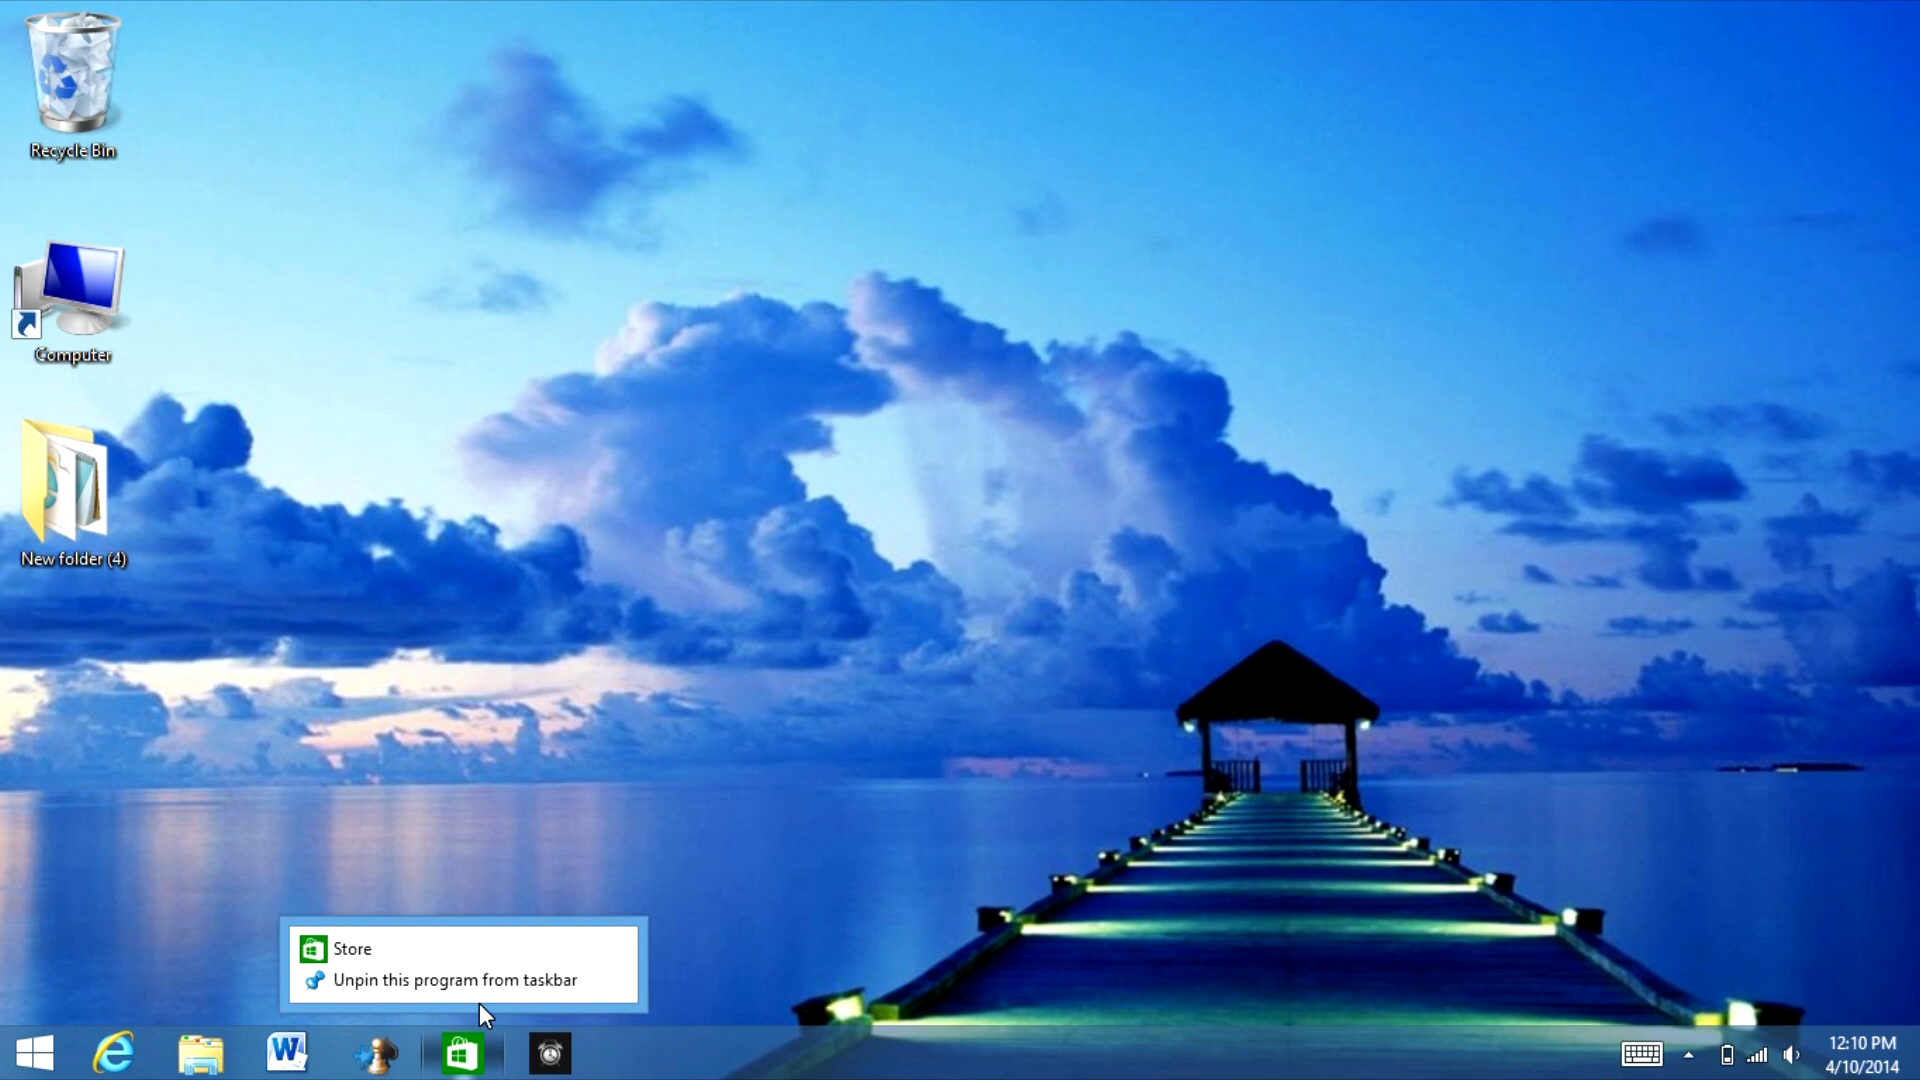 Recycle Bin
Computer
New folder (4)
Store
Unpin this program from taskbar
W
12:10 PM
4/10/2014